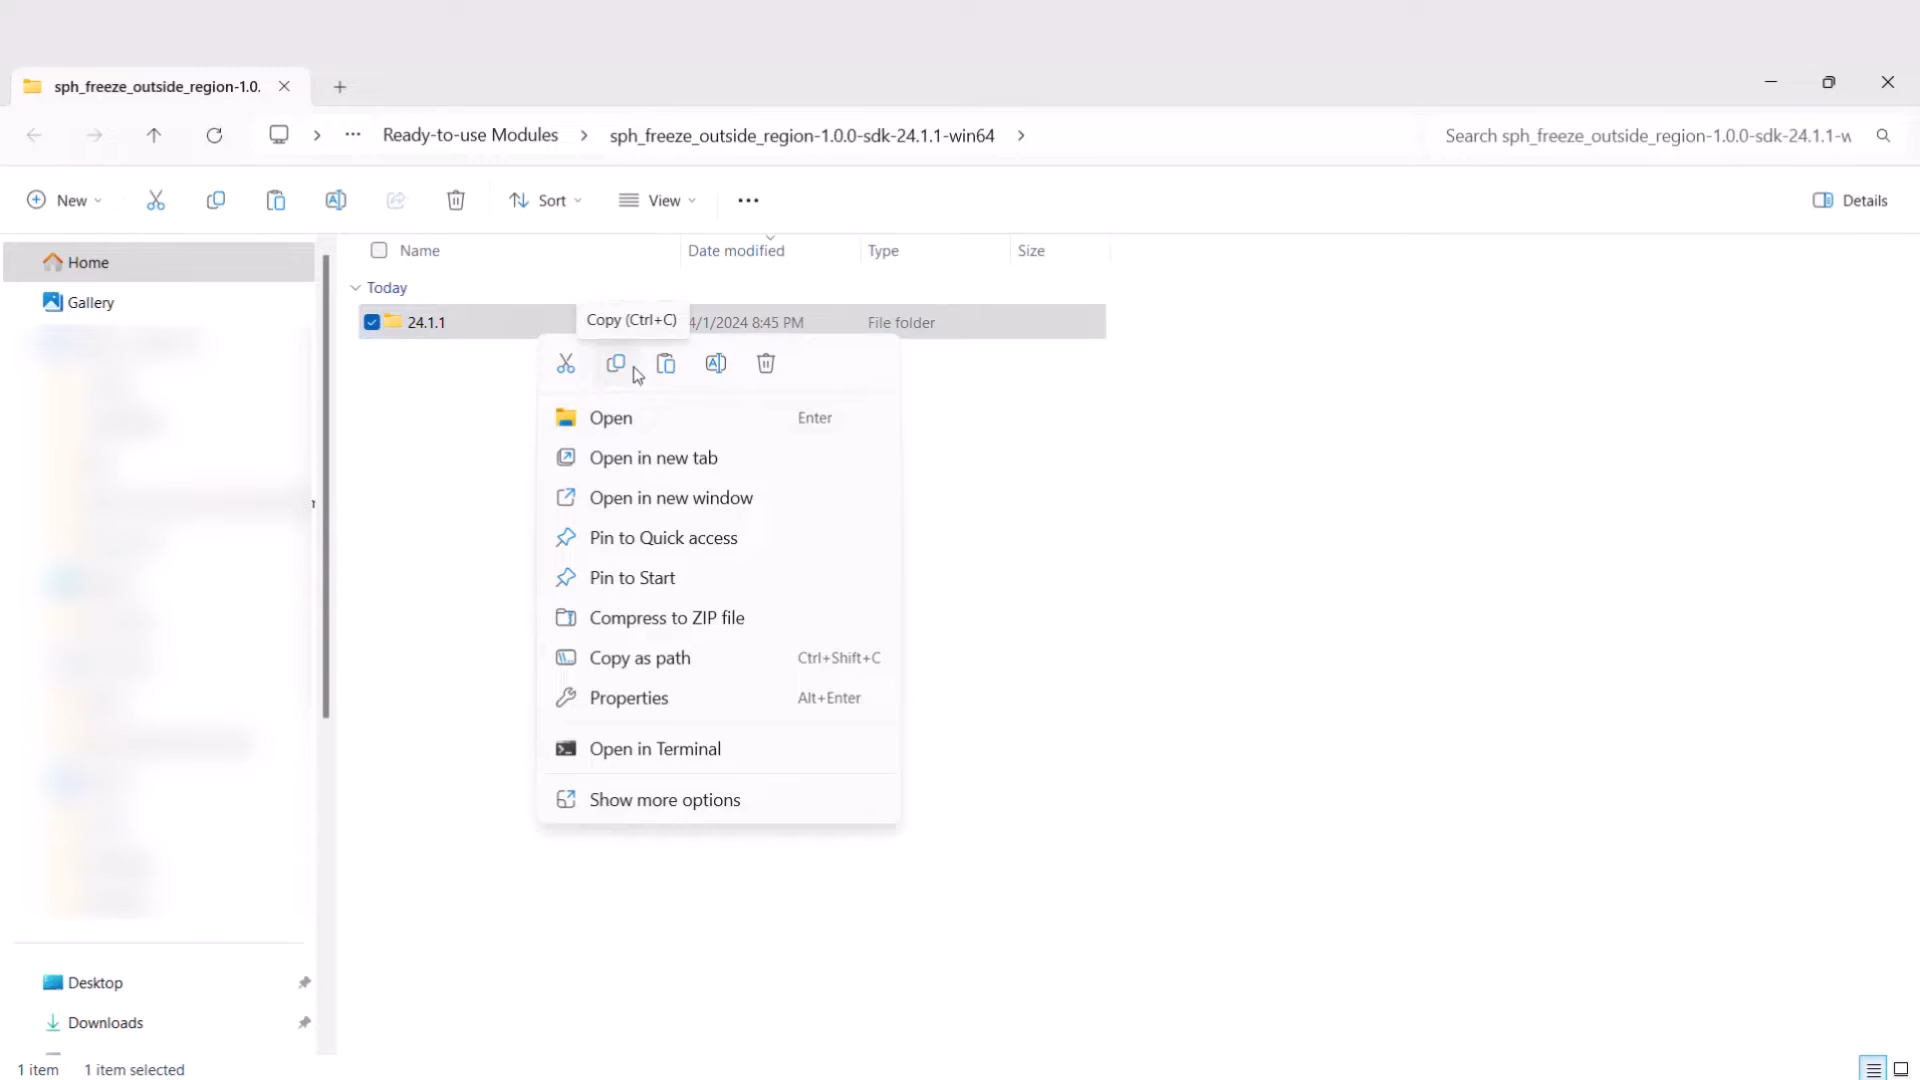 sph_freeze_outside_region-1.0.
Ready-to-use Modules
sph_freeze_outside_region-1.0.0-sdk-24.1.1-win64
Search sph_freeze_outside_region-1.0.0-sdk-24.1.1-w
New
Sort
View
Details
Home
Gallery
Desktop
Downloads
Name
Date modified
Type
Size
Today
24.1.1
Copy (Ctrl+C)
4/1/2024 8:45 PM
File folder
Open Enter
Open in new tab
Open in new window
Pin to Quick access
Pin to Start
Compress to ZIP file
Copy as path Ctrl+Shift+C
Properties Alt+Enter
Open in Terminal
Show more options
1 item 1 item selected